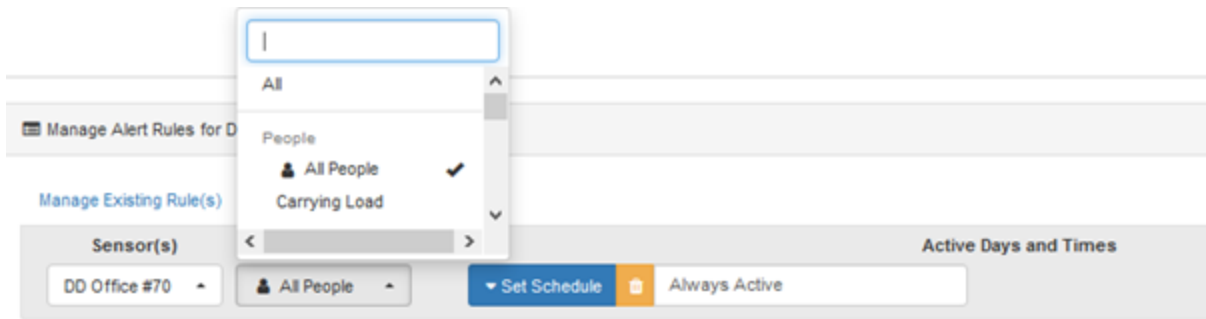 All
Manage Alert Rules for D
People
All People
Carrying Load
Manage Existing Rule(s)
Sensor(s)
Active Days and Times
DD Office #70
All People
Set Schedule
Always Active